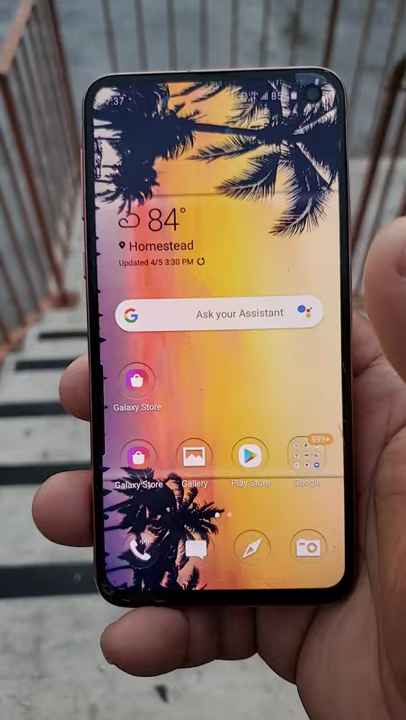 84°
Homestead
Updated 4/5 3:30 PM
G
Ask your Assistant
Galaxy Store
999+
Galaxy Store Gallery Play Store Google